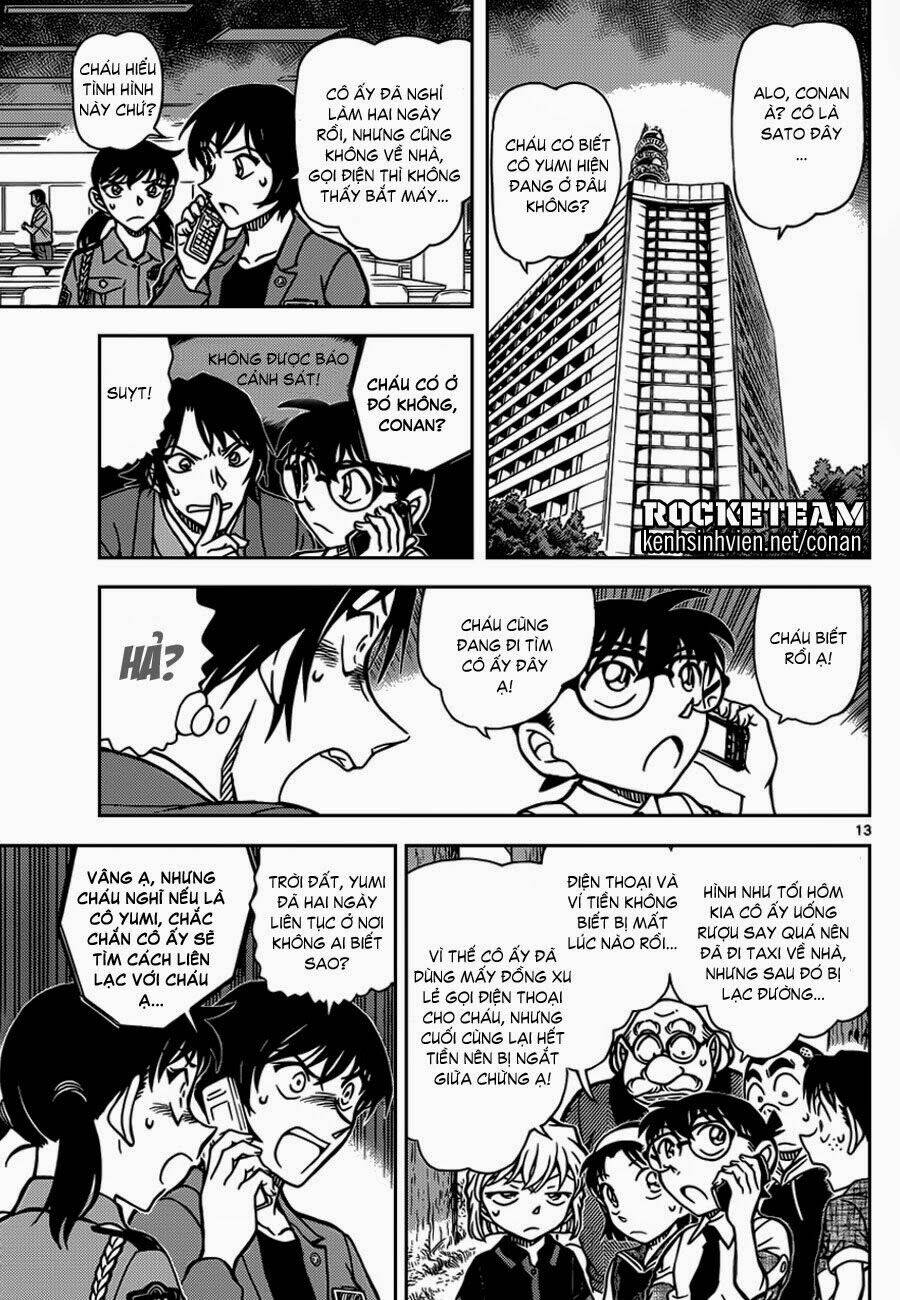 ALO, CONAN
À? CÔ LÀ
SATO ĐÂY
...
CHÁU CÓ BIẾT
CÔ YUMI HIỆN
ĐANG Ở ĐÂU
KHÔNG?
CÔ ẤY ĐÃ NGHỈ
LÀM HAI NGÀY
RỒI, NHƯNG CŨNG
KHÔNG VỀ NHÀ,
GỌI ĐIỆN THÌ KHÔNG
THẤY BẮT MÁY...
CHÁU HIỂU
TÌNH HÌNH
NÀY CHỨ?
ROCKETEAM
kenhsinhvien.net/conan
CHÁU CÓ Ở
ĐÓ KHÔNG,
CONAN?
KHÔNG ĐƯỢC BÁO
CẢNH SÁT!
SUYT!
CHÁU BIẾT
RỒI Ạ!
CHÁU CŨNG
ĐANG ĐI TÌM
CÔ ẤY ĐÂY
Ạ!
HẢ?
13
HÌNH NHƯ TỐI HÔM
KIA CÔ ẤY UỐNG
RƯỢU SAY QUÁ NÊN
ĐÃ ĐI TAXI VỀ NHÀ,
NHƯNG SAU ĐÓ BỊ
LẠC ĐƯỜNG...
ĐIỆN THOẠI VÀ
VÍ TIỀN KHÔNG
BIẾT BỊ MẤT
LÚC NÀO RỒI...
VÌ THẾ CÔ ẤY ĐÃ
DÙNG MẤY ĐỒNG XU
LẺ GỌI ĐIỆN THOẠI
CHO CHÁU, NHƯNG
CUỐI CÙNG LẠI HẾT
TIỀN NÊN BỊ NGẮT
GIỮA CHỪNG Ạ!
TRỜI ĐẤT, YUMI
ĐÃ HAI NGÀY
LIÊN TỤC Ở NƠI
KHÔNG AI BIẾT
SAO?
VÂNG Ạ, NHƯNG
CHÁU NGHĨ NẾU LÀ
CÔ YUMI, CHẮC
CHẮN CÔ ẤY SẼ
TÌM CÁCH LIÊN
LẠC VỚI CHÁU
Ạ...